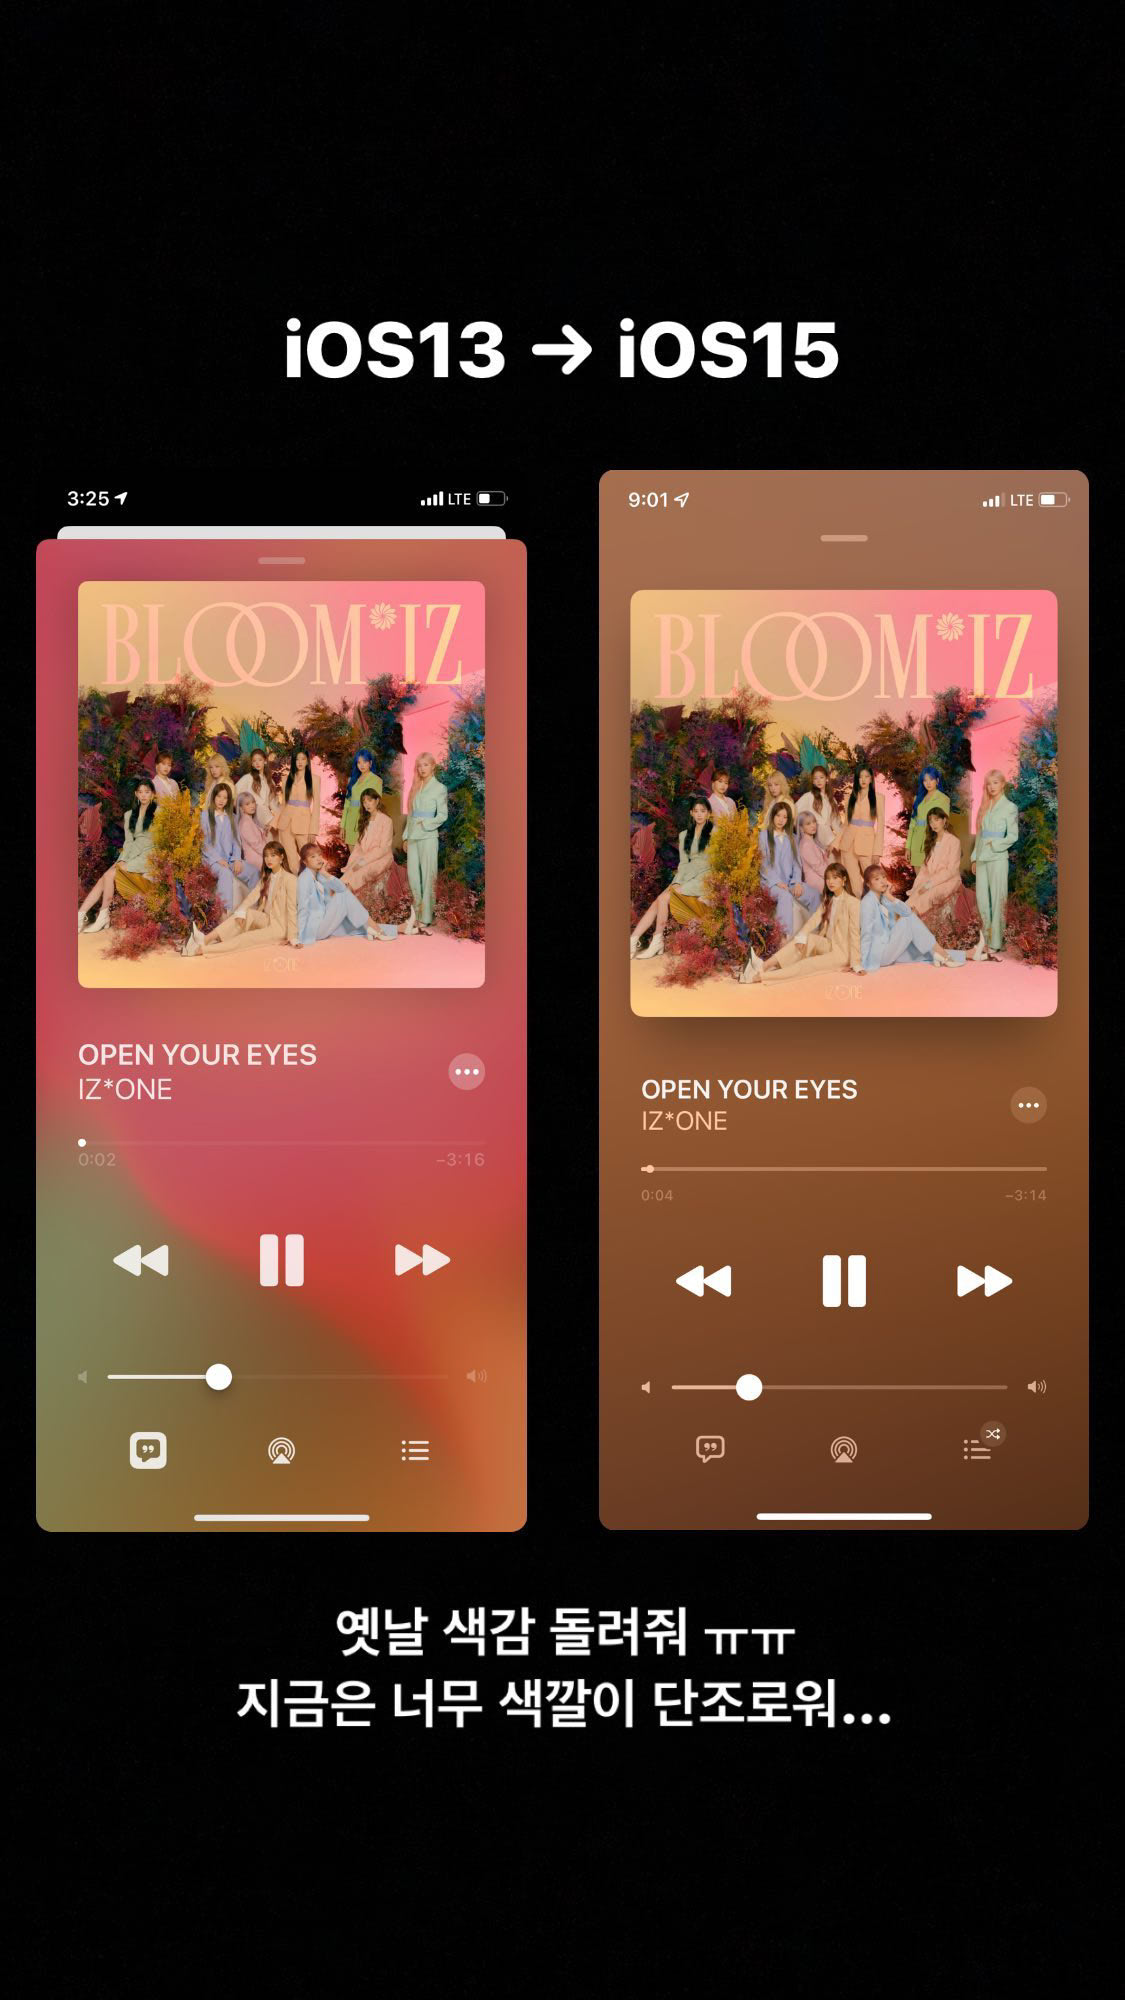 iOS13 → iOS15
3:25
LTE
BLOOM*IZ
IZ*ONE
OPEN YOUR EYES
IZ*ONE
0:02
-3:16
9:01
LTE
BLOOM*IZ
IZ*ONE
OPEN YOUR EYES
IZ*ONE
0:04
-3:14
옛날 색감 돌려줘 ㅠㅠ
지금은 너무 색깔이 단조로워...